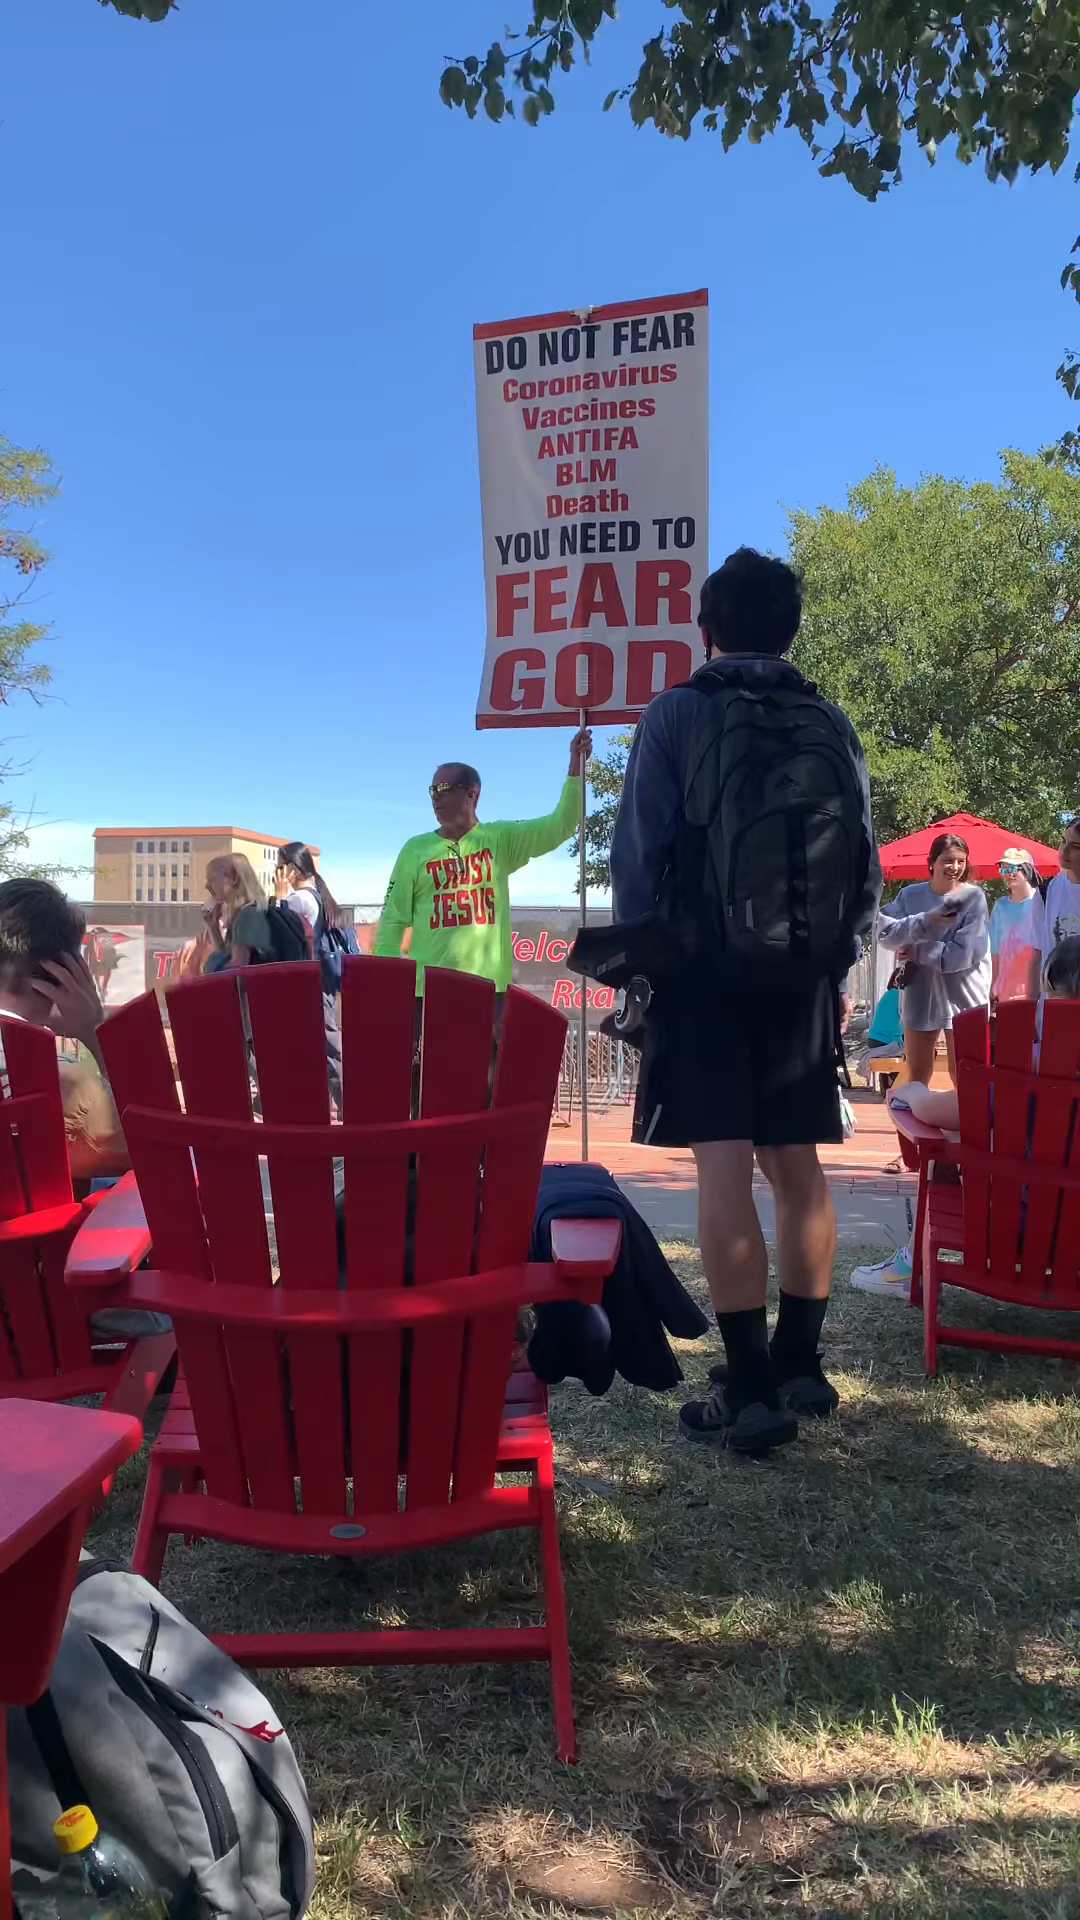 DO NOT FEAR
Coronavirus
Vaccines
ANTIFA
BLM
Death
YOU NEED TO
FEAR
GOD
TRUST
JESUS